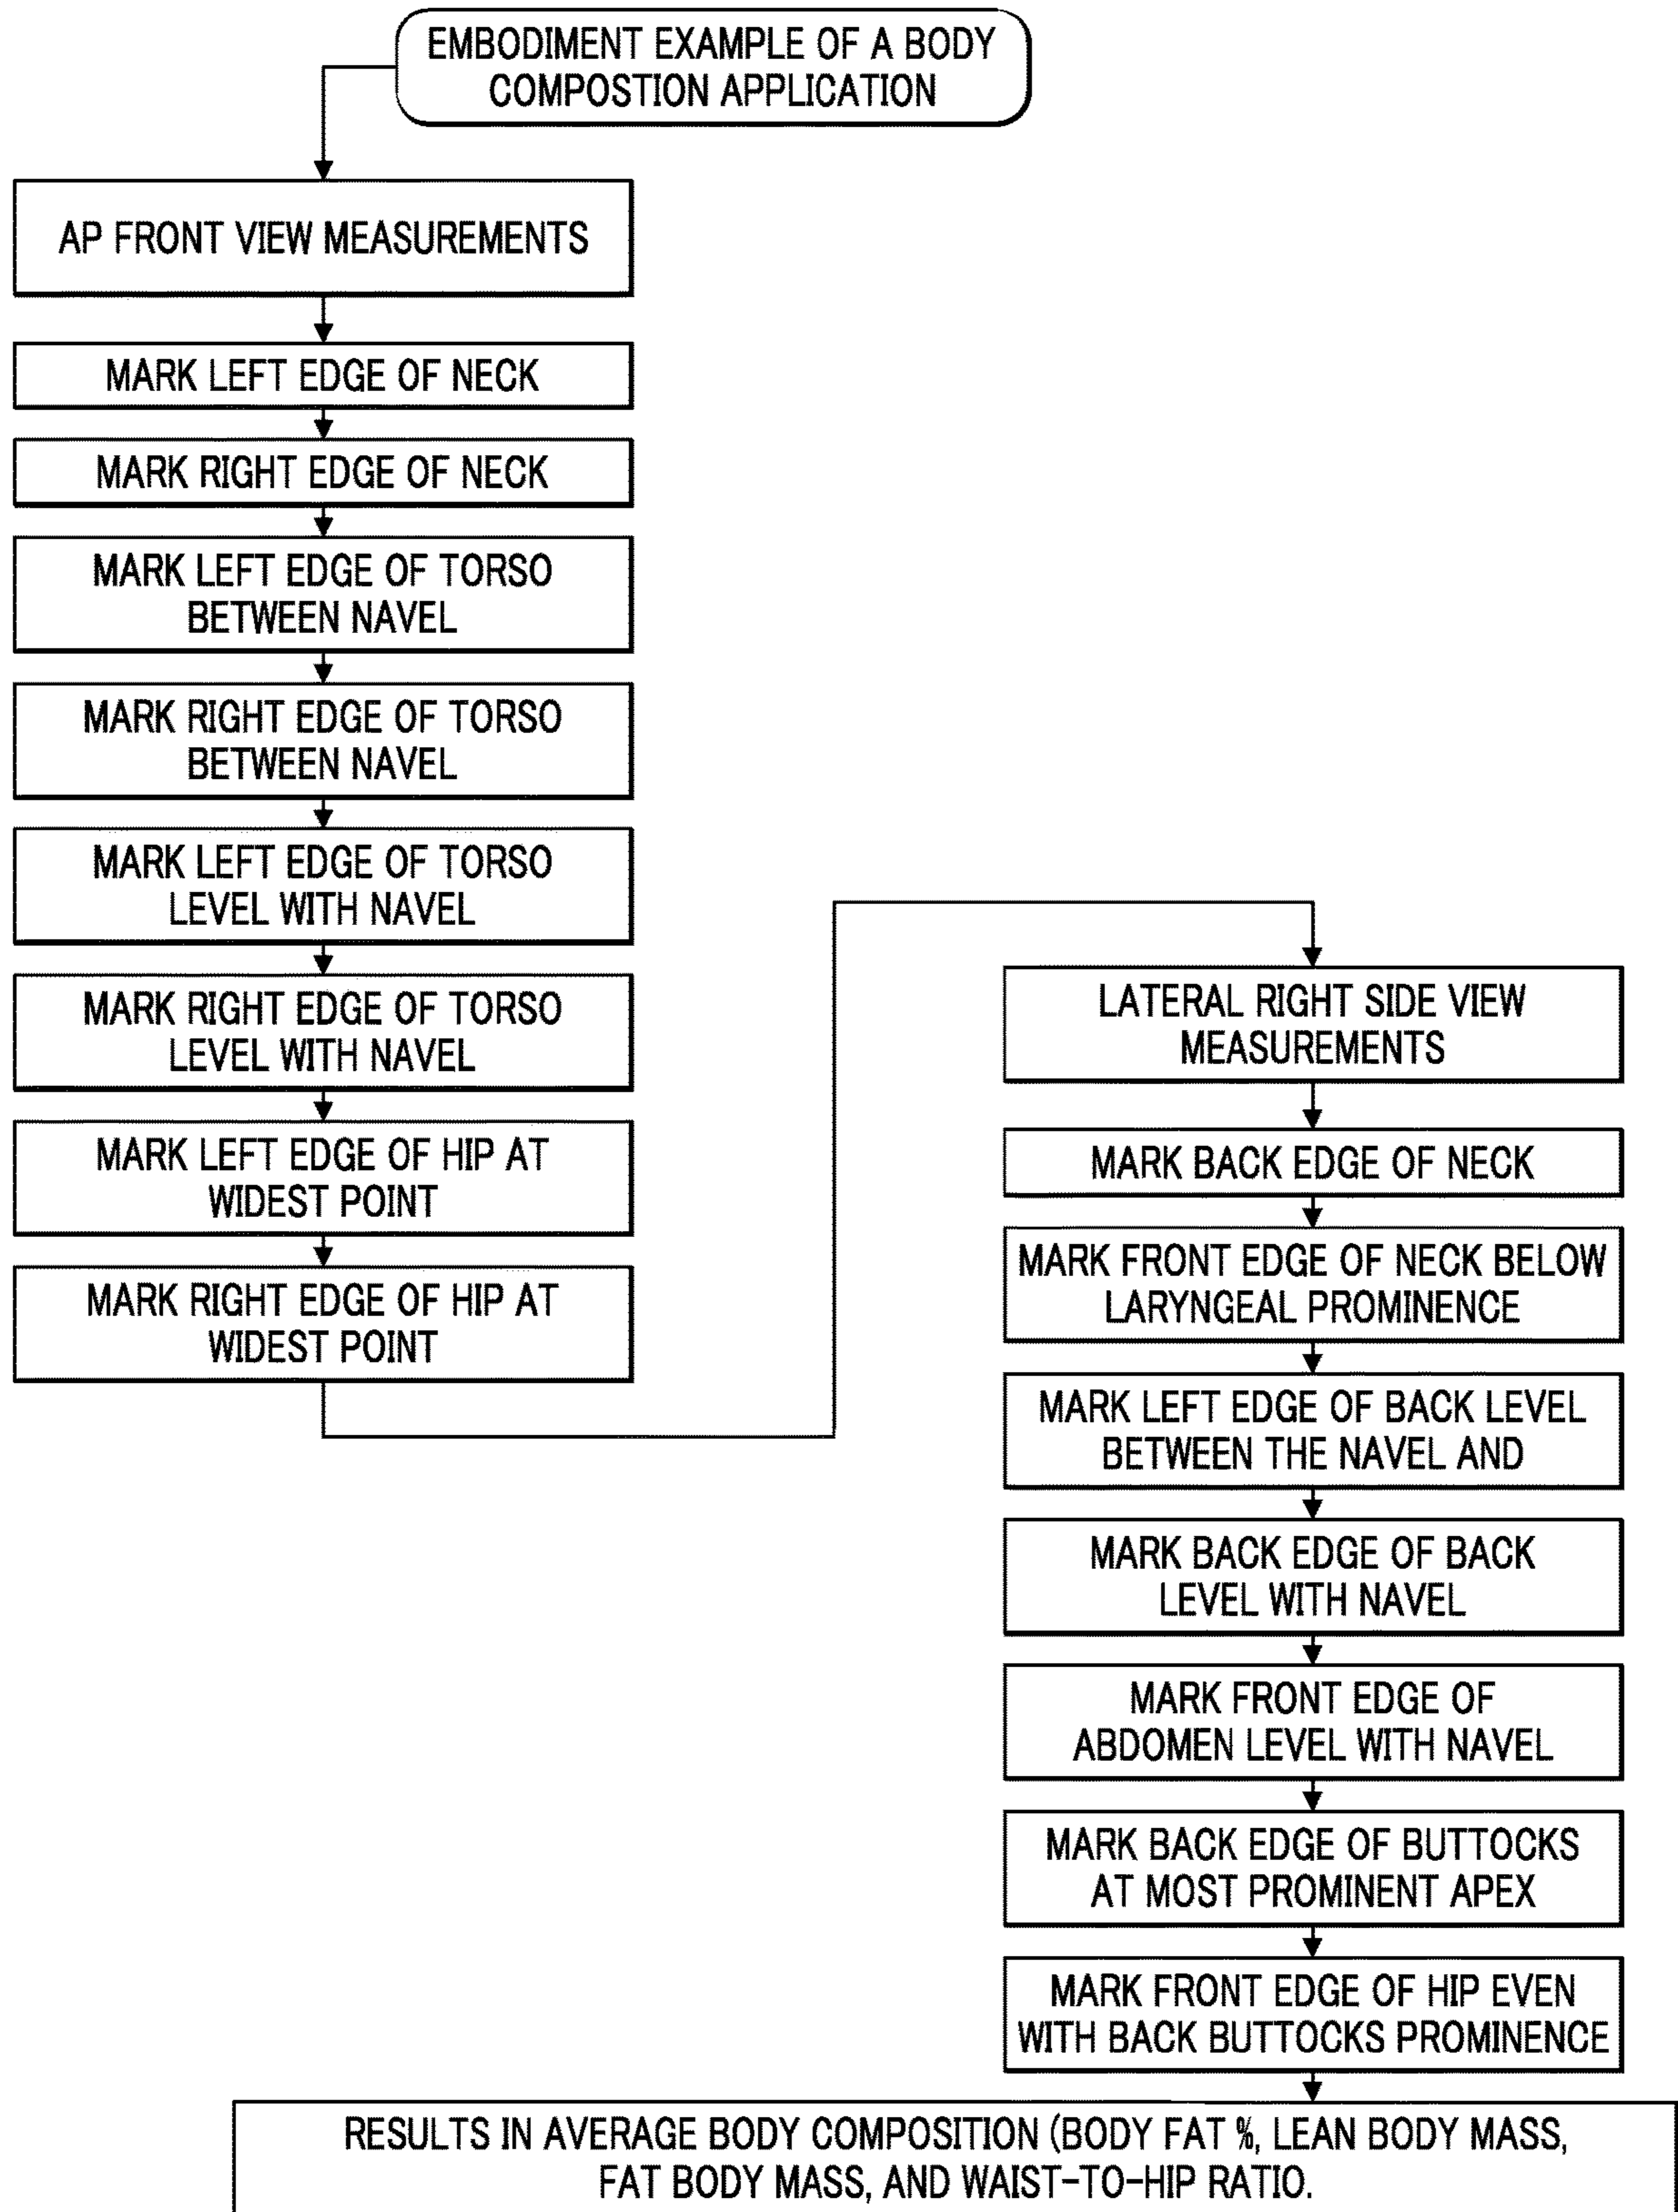 EMBODIMENT EXAMPLE OF A BODY
COMPOSTION APPLICATION
AP FRONT VIEW MEASUREMENTS
MARK LEFT EDGE OF NECK
MARK RIGHT EDGE OF NECK
MARK LEFT EDGE OF TORSO
BETWEEN NAVEL
MARK RIGHT EDGE OF TORSO
BETWEEN NAVEL
MARK LEFT EDGE OF TORSO
LEVEL WITH NAVEL
MARK RIGHT EDGE OF TORSO
LEVEL WITH NAVEL
MARK LEFT EDGE OF HIP AT
WIDEST POINT
MARK RIGHT EDGE OF HIP AT
WIDEST POINT
LATERAL RIGHT SIDE VIEW
MEASUREMENTS
MARK BACK EDGE OF NECK
MARK FRONT EDGE OF NECK BELOW
LARYNGEAL PROMINENCE
MARK LEFT EDGE OF BACK LEVEL
BETWEEN THE NAVEL AND
MARK BACK EDGE OF BACK
LEVEL WITH NAVEL
MARK FRONT EDGE OF
ABDOMEN LEVEL WITH NAVEL
MARK BACK EDGE OF BUTTOCKS
AT MOST PROMINENT APEX
MARK FRONT EDGE OF HIP EVEN
WITH BACK BUTTOCKS PROMINENCE
RESULTS IN AVERAGE BODY COMPOSITION (BODY FAT %, LEAN BODY MASS,
FAT BODY MASS, AND WAIST-TO-HIP RATIO.